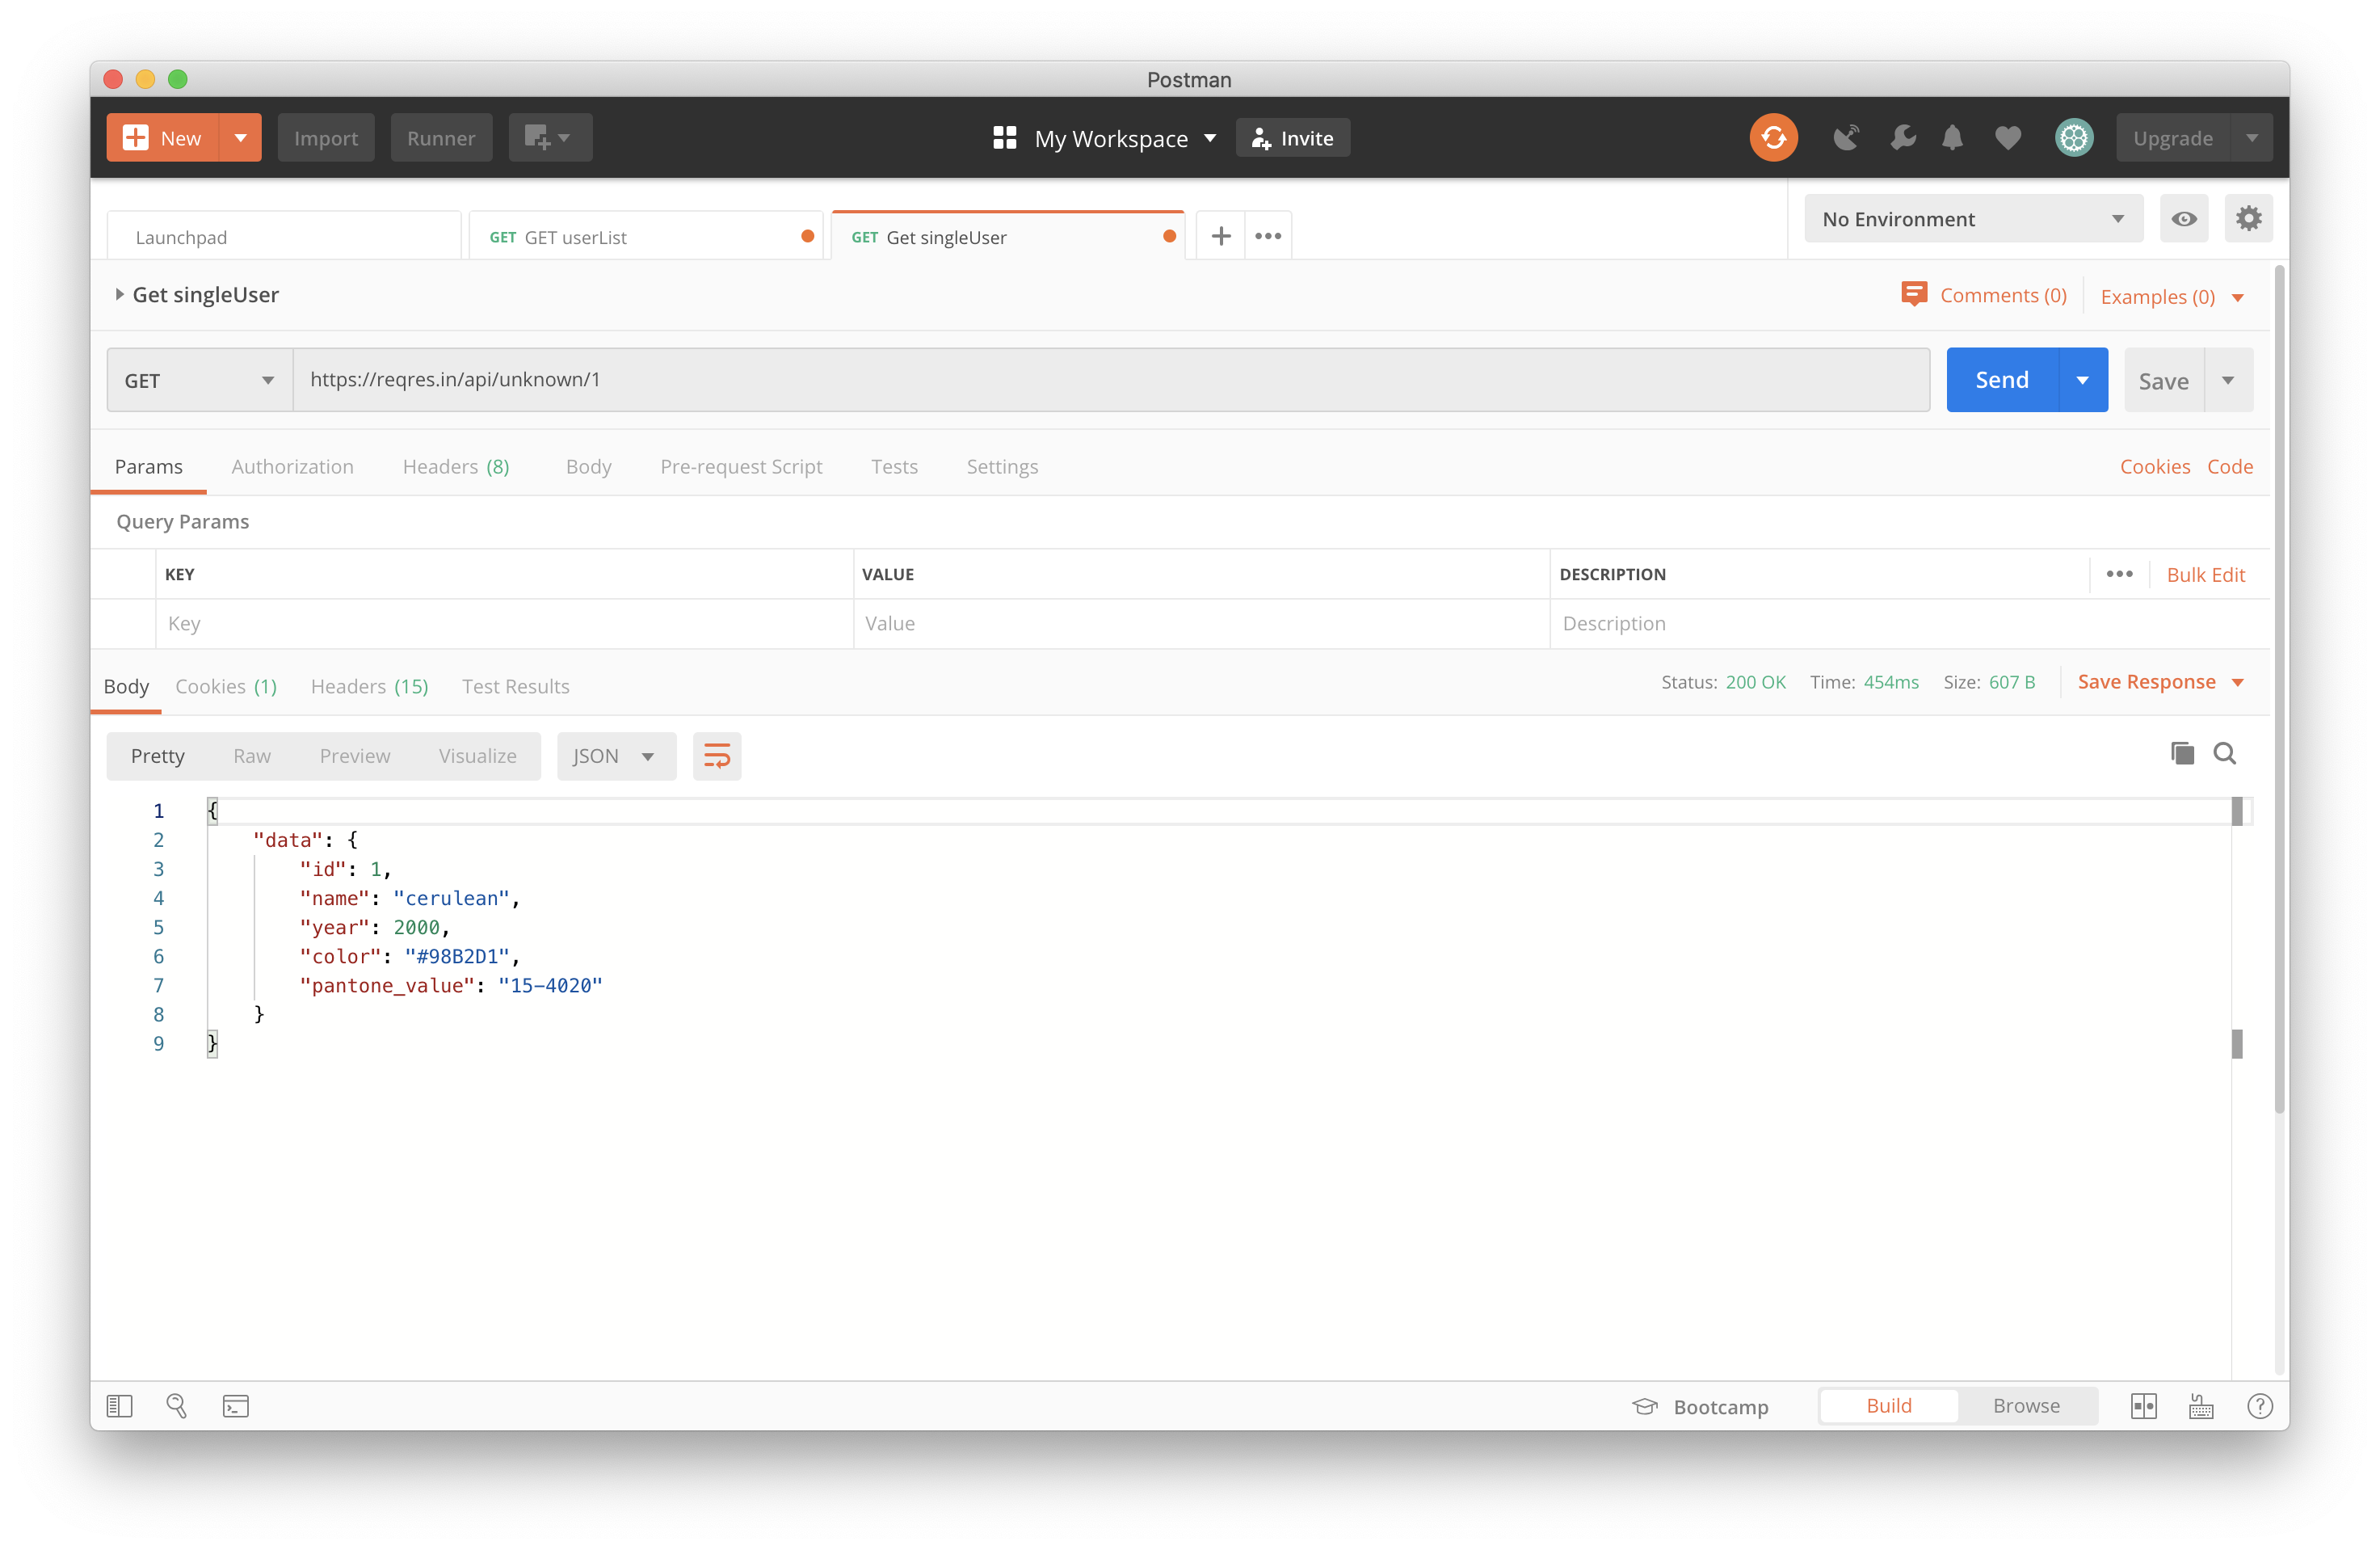 Postman
New Import Runner My Workspace Invite Upgrade
Launchpad GET GET userList GET Get singleUser No Environment
Get singleUser Comments (0) Examples (0)
GET https://reqres.in/api/unknown/1 Send Save
Params Authorization Headers (8) Body Pre-request Script Tests Settings Cookies Code
Query Params
KEY VALUE DESCRIPTION Bulk Edit
Key Value Description
Body Cookies (1) Headers (15) Test Results Status: 200 OK Time: 454ms Size: 607 B Save Response
Pretty Raw Preview Visualize JSON
1 {
2 "data": {
3 "id": 1,
4 "name": "cerulean",
5 "year": 2000,
6 "color": "#98B2D1",
7 "pantone_value": "15-4020"
8 }
9 }
Bootcamp Build Browse